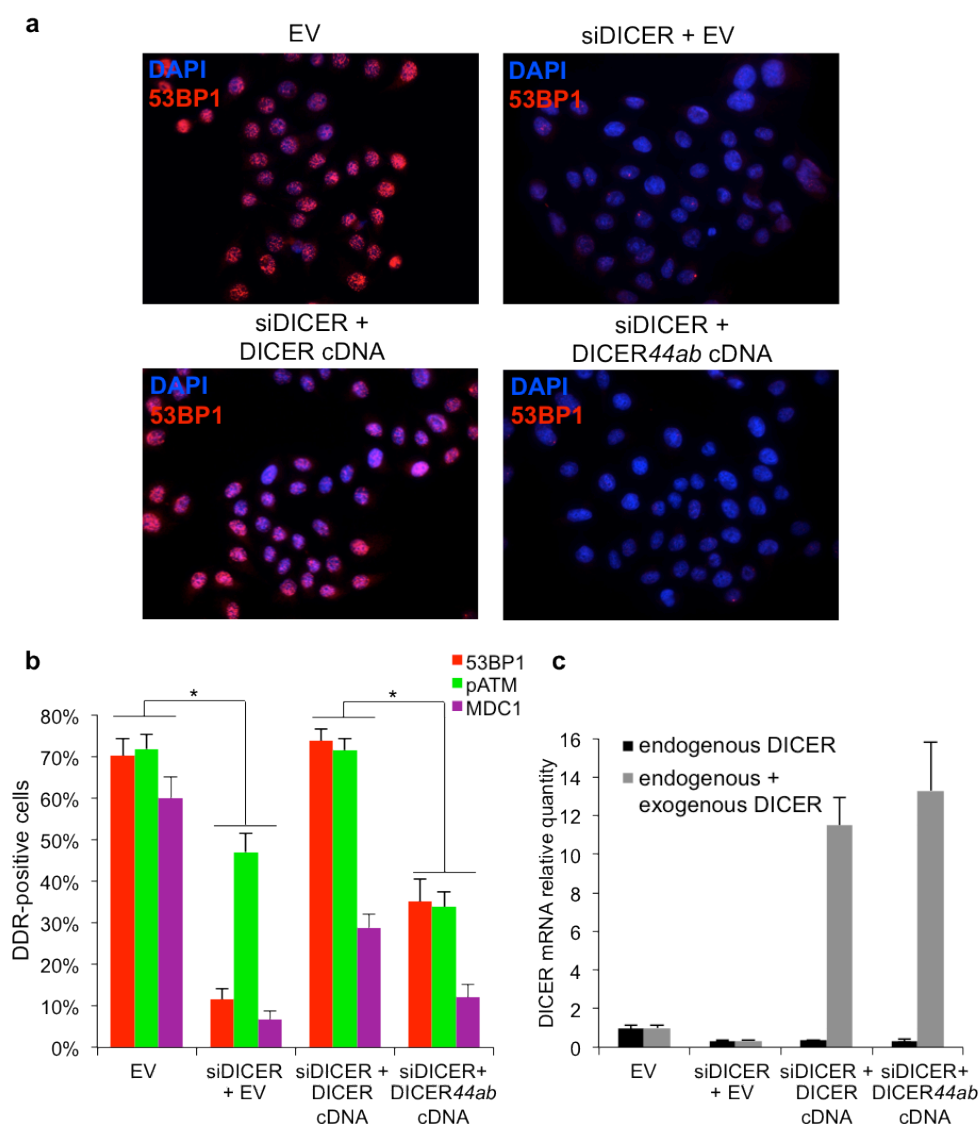 a
EV
siDICER + EV
DAPI
53BP1
DAPI
53BP1
siDICER +
DICER cDNA
siDICER +
DICER44ab cDNA
DAPI
53BP1
DAPI
53BP1
b
53BP1
pATM
MDC1
DDR-positive cells
80%
70%
60%
50%
40%
30%
20%
10%
0%
*
*
EV
siDICER
+ EV
siDICER +
DICER
cDNA
siDICER+
DICER44ab
cDNA
c
endogenous DICER
endogenous +
exogenous DICER
DICER mRNA relative quantity
16
14
12
10
8
6
4
2
0
EV
siDICER
+ EV
siDICER +
DICER
cDNA
siDICER+
DICER44ab
cDNA